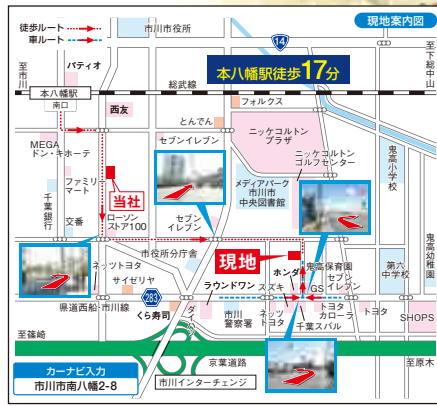 徒歩ルート
車ルート
現地案内図
市川市役所
14
至下総中山
至市川
パティオ
本八幡駅徒歩17分
本八幡駅
南口
総武線
フォルクス
西友
とんでん
MEGA
ドン・キホーテ
セブンイレブン
ニッケコルトン
プラザ
ニッケコルトン
ゴルフセンター
鬼高小学校
ファミリー
マート
当社
メディアパーク
市川市
中央図書館
千葉銀行
交番
ローソン
ストア100
セブン
イレブン
鬼高幼稚園
市役所分庁舎
現地
鬼高保育園
第六
中学校
ネッツトヨタ
サイゼリヤ
ホンダ
GS
セブン
イレブン
ラウンドワン
スズキ
283
県道西船・市川線
くら寿司
ダイエー
市川
警察署
ネッツ
トヨタ
トヨタ
カローラ
トヨタ
千葉スバル
SHOPS
至篠崎
京葉道路
至原木
カーナビ入力
市川市南八幡2-8
市川インターチェンジ